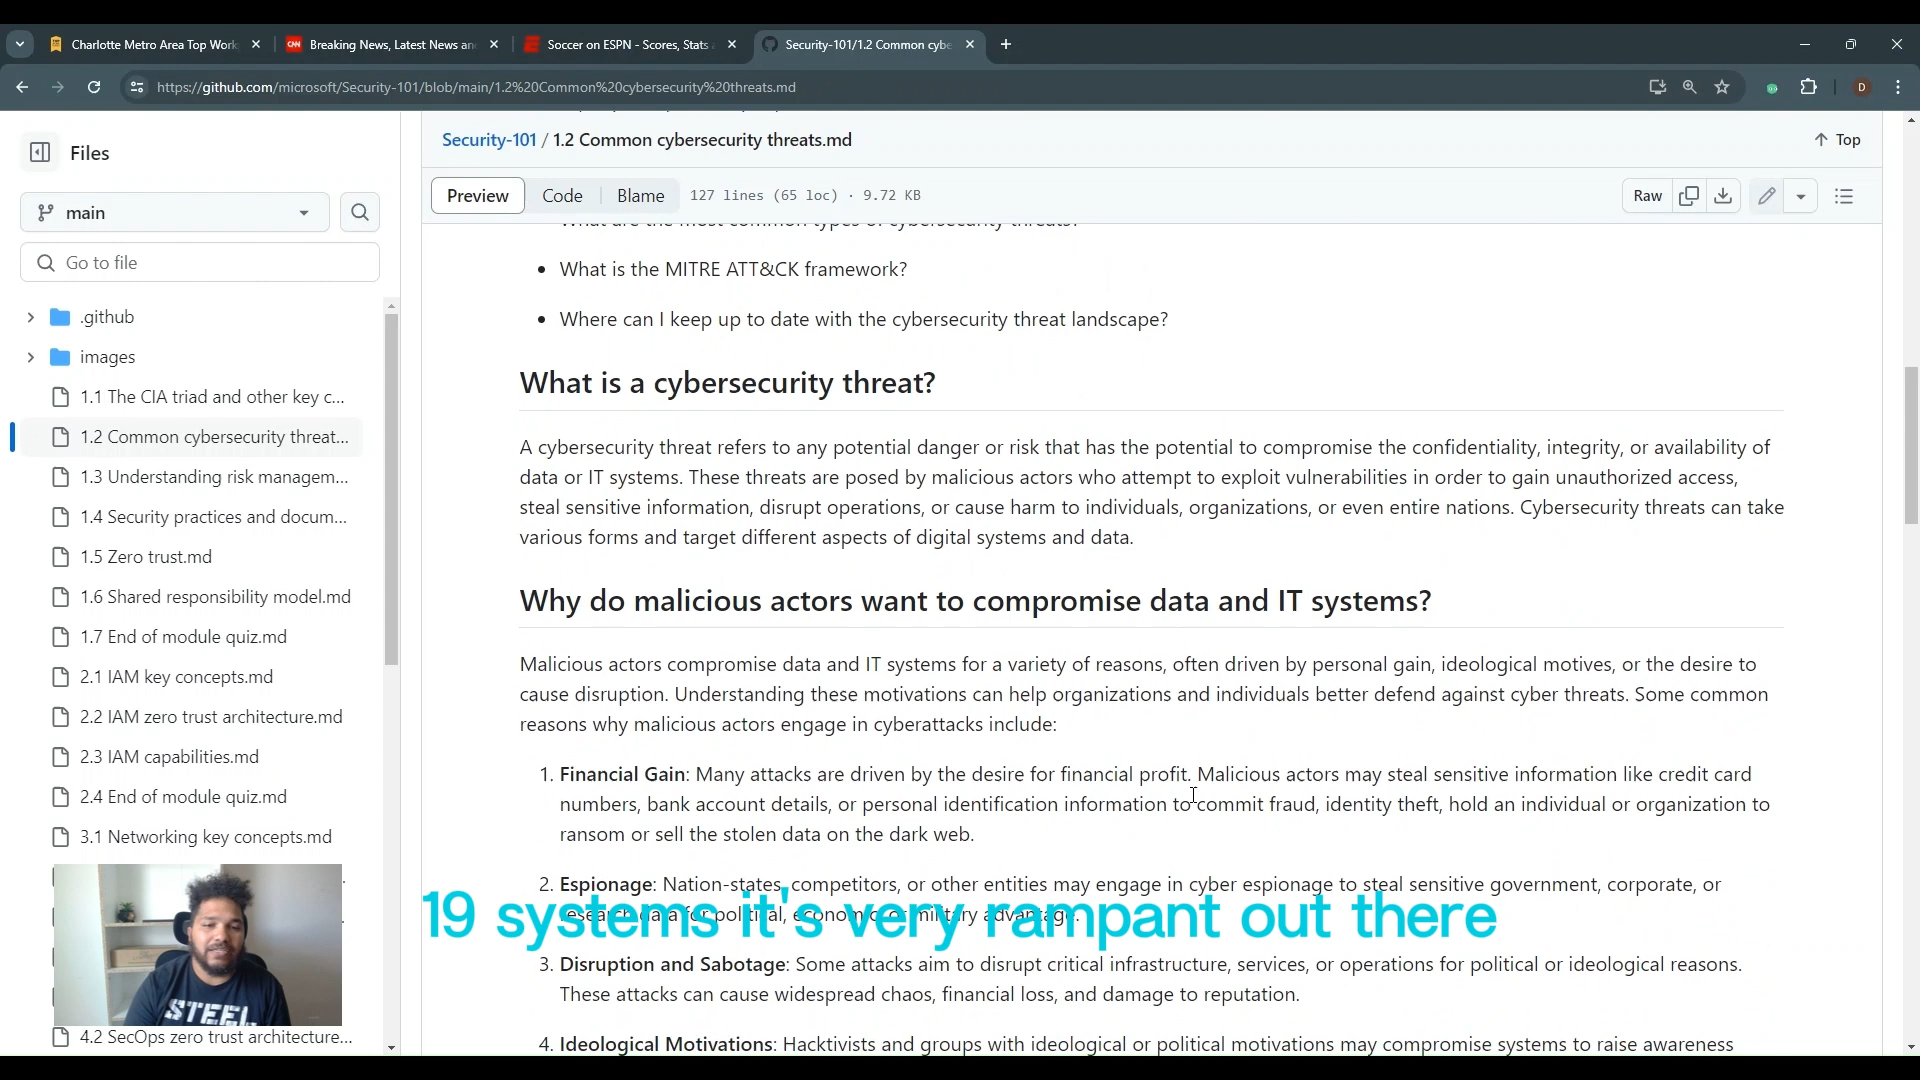 Charlotte Metro Area Top Work
Breaking News, Latest News an
Soccer on ESPN - Scores, Stats
Security-101/1.2 Common cybe
https://github.com/microsoft/Security-101/blob/main/1.2%20Common%20cybersecurity%20threats.md
D
Files
main
Go to file
.github
images
1.1 The CIA triad and other key c...
1.2 Common cybersecurity threat...
1.3 Understanding risk managem...
1.4 Security practices and docum...
1.5 Zero trust.md
1.6 Shared responsibility model.md
1.7 End of module quiz.md
2.1 IAM key concepts.md
2.2 IAM zero trust architecture.md
2.3 IAM capabilities.md
2.4 End of module quiz.md
3.1 Networking key concepts.md
4.2 SecOps zero trust architecture...
STEEL
Security-101 / 1.2 Common cybersecurity threats.md
Top
Preview Code Blame 127 lines (65 loc) · 9.72 KB
Raw
What are the most common types of cybersecurity threats?
• What is the MITRE ATT&CK framework?
• Where can I keep up to date with the cybersecurity threat landscape?
What is a cybersecurity threat?
A cybersecurity threat refers to any potential danger or risk that has the potential to compromise the confidentiality, integrity, or availability of
data or IT systems. These threats are posed by malicious actors who attempt to exploit vulnerabilities in order to gain unauthorized access,
steal sensitive information, disrupt operations, or cause harm to individuals, organizations, or even entire nations. Cybersecurity threats can take
various forms and target different aspects of digital systems and data.
Why do malicious actors want to compromise data and IT systems?
Malicious actors compromise data and IT systems for a variety of reasons, often driven by personal gain, ideological motives, or the desire to
cause disruption. Understanding these motivations can help organizations and individuals better defend against cyber threats. Some common
reasons why malicious actors engage in cyberattacks include:
1. Financial Gain: Many attacks are driven by the desire for financial profit. Malicious actors may steal sensitive information like credit card
numbers, bank account details, or personal identification information to commit fraud, identity theft, hold an individual or organization to
ransom or sell the stolen data on the dark web.
2. Espionage: Nation-states, competitors, or other entities may engage in cyber espionage to steal sensitive government, corporate, or
research data for political, economic, or military advantage.
19 systems it's very rampant out there
3. Disruption and Sabotage: Some attacks aim to disrupt critical infrastructure, services, or operations for political or ideological reasons.
These attacks can cause widespread chaos, financial loss, and damage to reputation.
4. Ideological Motivations: Hacktivists and groups with ideological or political motivations may compromise systems to raise awareness